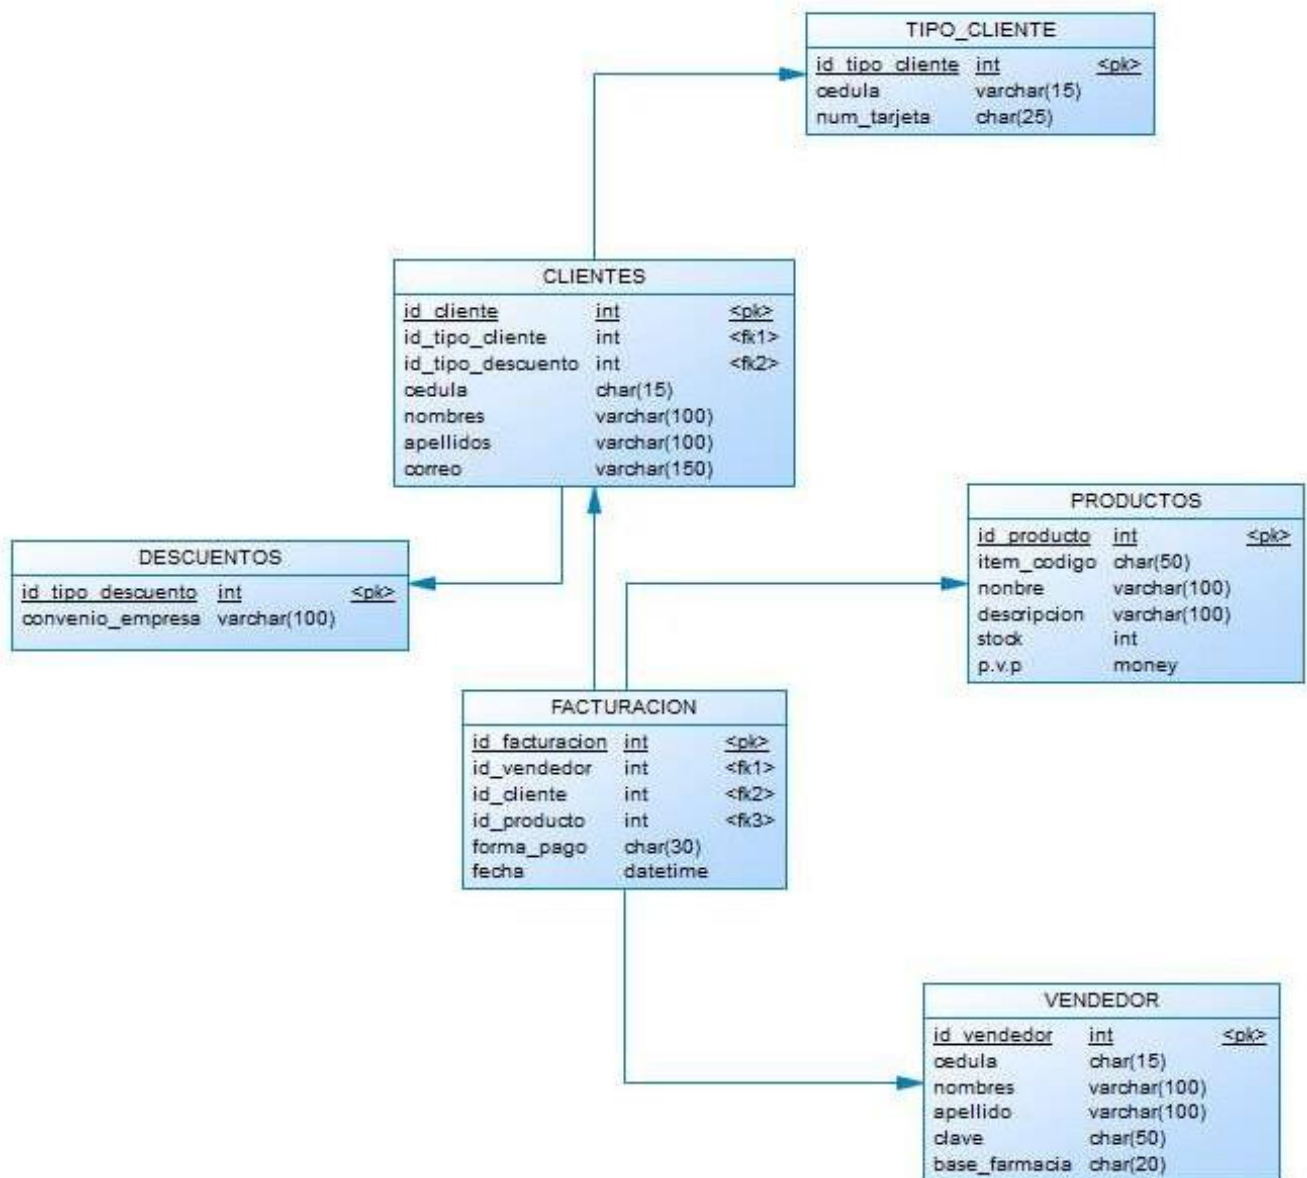 TIPO_CLIENTE
id_tipo_cliente int <pk>
cedula varchar(15)
num_tarjeta char(25)
CLIENTES
id_cliente int <pk>
id_tipo_cliente int <fk1>
id_tipo_descuento int <fk2>
cedula char(15)
nombres varchar(100)
apellidos varchar(100)
correo varchar(150)
DESCUENTOS
id_tipo_descuento int <pk>
convenio_empresa varchar(100)
PRODUCTOS
id_producto int <pk>
item_codigo char(50)
nonbre varchar(100)
descripcion varchar(100)
stock int
p.v.p money
FACTURACION
id_facturacion int <pk>
id_vendedor int <fk1>
id_cliente int <fk2>
id_producto int <fk3>
forma_pago char(30)
fecha datetime
VENDEDOR
id_vendedor int <pk>
cedula char(15)
nombres varchar(100)
apellido varchar(100)
clave char(50)
base_farmacia char(20)